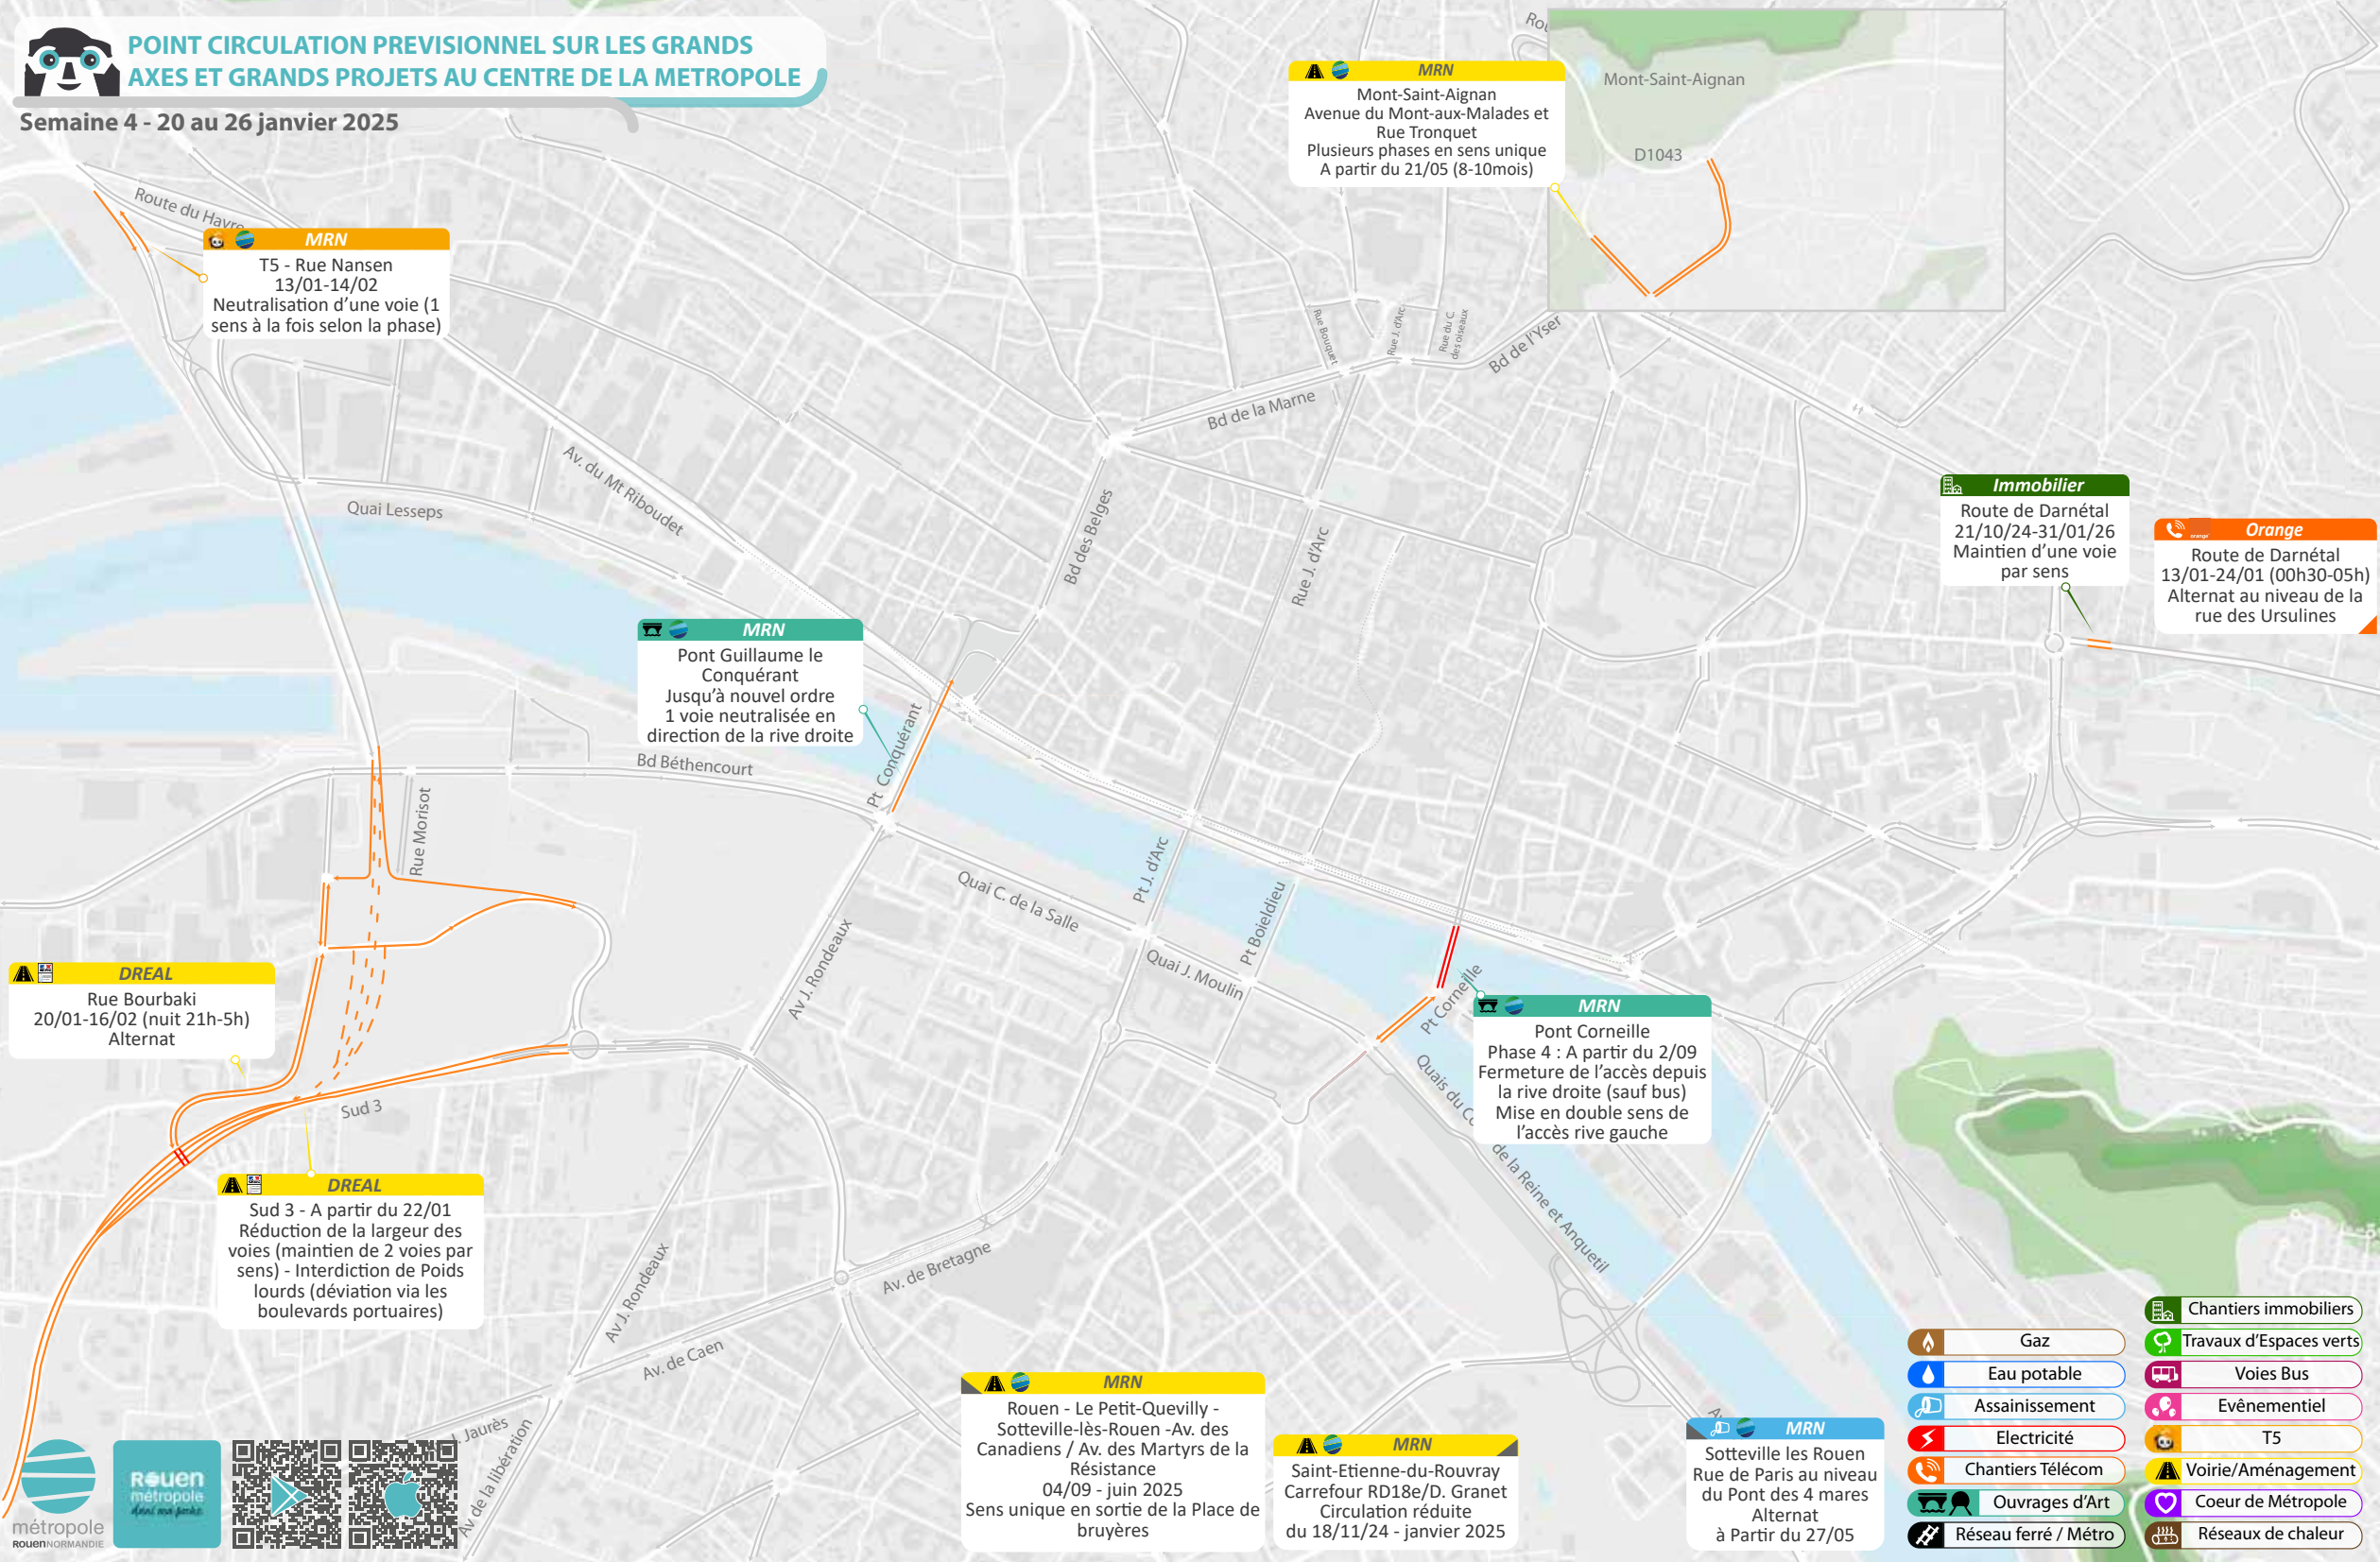 POINT CIRCULATION PREVISIONNEL SUR LES GRANDS
AXES ET GRANDS PROJETS AU CENTRE DE LA METROPOLE
Semaine 4 - 20 au 26 janvier 2025
MRN
Mont-Saint-Aignan
Avenue du Mont-aux-Malades et
Rue Tronquet
Plusieurs phases en sens unique
A partir du 21/05 (8-10mois)
Mont-Saint-Aignan
D1043
Route du Havre
MRN
T5 - Rue Nansen
13/01-14/02
Neutralisation d'une voie (1
sens à la fois selon la phase)
Rue Bouquet
Rue J. d'Arc
Rue du C.
des oiseaux
Bd de l'Yser
Bd de la Marne
Av. du Mt Riboudet
Quai Lesseps
Bd des Belges
Rue J. d'Arc
Immobilier
Route de Darnétal
21/10/24-31/01/26
Maintien d'une voie
par sens
Orange
Route de Darnétal
13/01-24/01 (00h30-05h)
Alternat au niveau de la
rue des Ursulines
MRN
Pont Guillaume le
Conquérant
Jusqu'à nouvel ordre
1 voie neutralisée en
direction de la rive droite
Pt Conquérant
Bd Béthencourt
Rue Morisot
Quai C. de la Salle
Pt J. d'Arc
Pt Boieldieu
Quai J. Moulin
Av J. Rondeaux
Pt Corneille
DREAL
Rue Bourbaki
20/01-16/02 (nuit 21h-5h)
Alternat
MRN
Pont Corneille
Phase 4 : A partir du 2/09
Fermeture de l'accès depuis
la rive droite (sauf bus)
Mise en double sens de
l'accès rive gauche
Quais du
de la Reine et Anquetil
Sud 3
DREAL
Sud 3 - A partir du 22/01
Réduction de la largeur des
voies (maintien de 2 voies par
sens) - Interdiction de Poids
lourds (déviation via les
boulevards portuaires)
Av J. Rondeaux
Av. de Bretagne
Av. de Caen
J. Jaurès
Av de la libération
MRN
Rouen - Le Petit-Quevilly -
Sotteville-lès-Rouen -Av. des
Canadiens / Av. des Martyrs de la
Résistance
04/09 - juin 2025
Sens unique en sortie de la Place de
bruyères
MRN
Saint-Etienne-du-Rouvray
Carrefour RD18e/D. Granet
Circulation réduite
du 18/11/24 - janvier 2025
MRN
Sotteville les Rouen
Rue de Paris au niveau
du Pont des 4 mares
Alternat
à Partir du 27/05
Gaz
Eau potable
Assainissement
Electricité
Chantiers Télécom
Ouvrages d'Art
Réseau ferré / Métro
Chantiers immobiliers
Travaux d'Espaces verts
Voies Bus
Evênementiel
T5
Voirie/Aménagement
Coeur de Métropole
Réseaux de chaleur
métropole
ROUENNORMANDIE
Rouen
métropole
dans ma poche